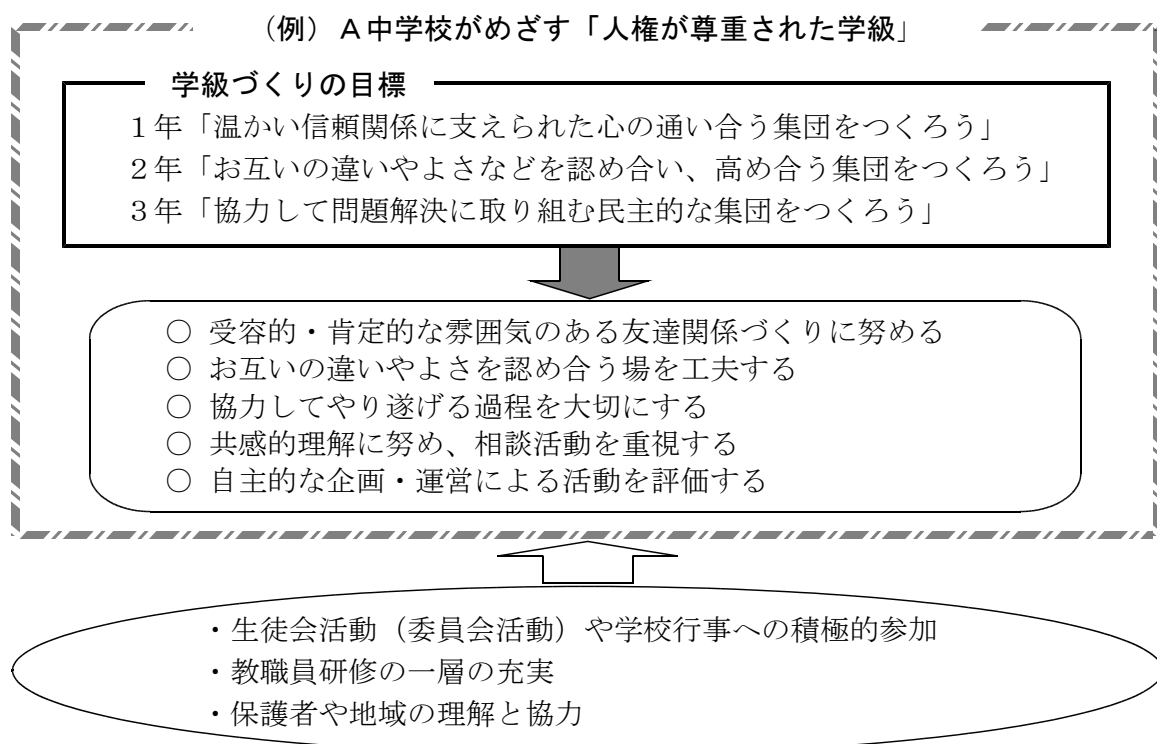 （例）Ａ中学校がめざす「人権が尊重された学級」
学級づくりの目標
１年「温かい信頼関係に支えられた心の通い合う集団をつくろう」
２年「お互いの違いやよさなどを認め合い、高め合う集団をつくろう」
３年「協力して問題解決に取り組む民主的な集団をつくろう」
○ 受容的・肯定的な雰囲気のある友達関係づくりに努める
○ お互いの違いやよさを認め合う場を工夫する
○ 協力してやり遂げる過程を大切にする
○ 共感的理解に努め、相談活動を重視する
○ 自主的な企画・運営による活動を評価する
・生徒会活動（委員会活動）や学校行事への積極的参加
・教職員研修の一層の充実
・保護者や地域の理解と協力